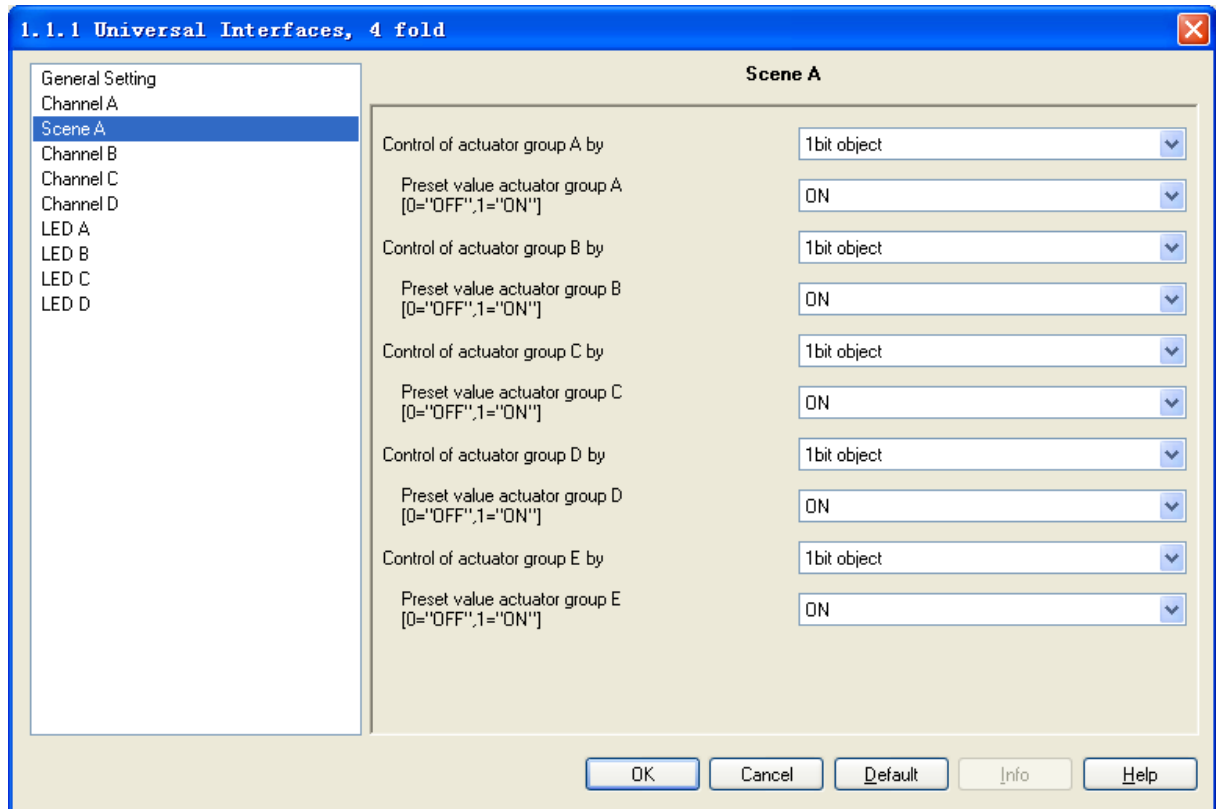 1.1.1 Universal Interfaces, 4 fold
General Setting
Channel A
Scene A
Channel B
Channel C
Channel D
LED A
LED B
LED C
LED D
Scene A
Control of actuator group A by
1bit object
Preset value actuator group A
[0="OFF",1="ON"]
ON
Control of actuator group B by
1bit object
Preset value actuator group B
[0="OFF",1="ON"]
ON
Control of actuator group C by
1bit object
Preset value actuator group C
[0="OFF",1="ON"]
ON
Control of actuator group D by
1bit object
Preset value actuator group D
[0="OFF",1="ON"]
ON
Control of actuator group E by
1bit object
Preset value actuator group E
[0="OFF",1="ON"]
ON
OK
Cancel
Default
Info
Help